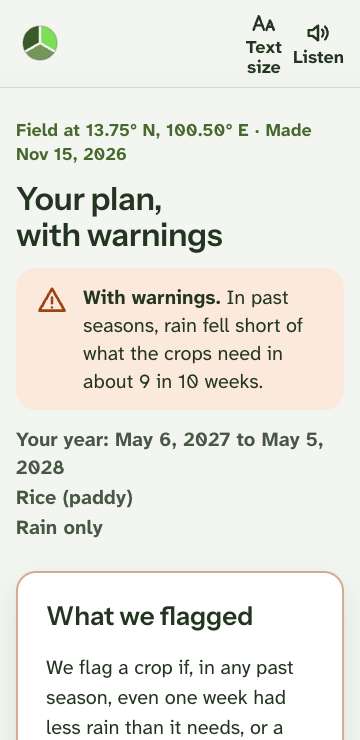 Text
size
Listen
Field at 13.75° N, 100.50° E · Made
Nov 15, 2026
Your plan,
with warnings
With warnings. In past
seasons, rain fell short of
what the crops need in
about 9 in 10 weeks.
Your year: May 6, 2027 to May 5,
2028
Rice (paddy)
Rain only
What we flagged
We flag a crop if, in any past
season, even one week had
less rain than it needs, or a